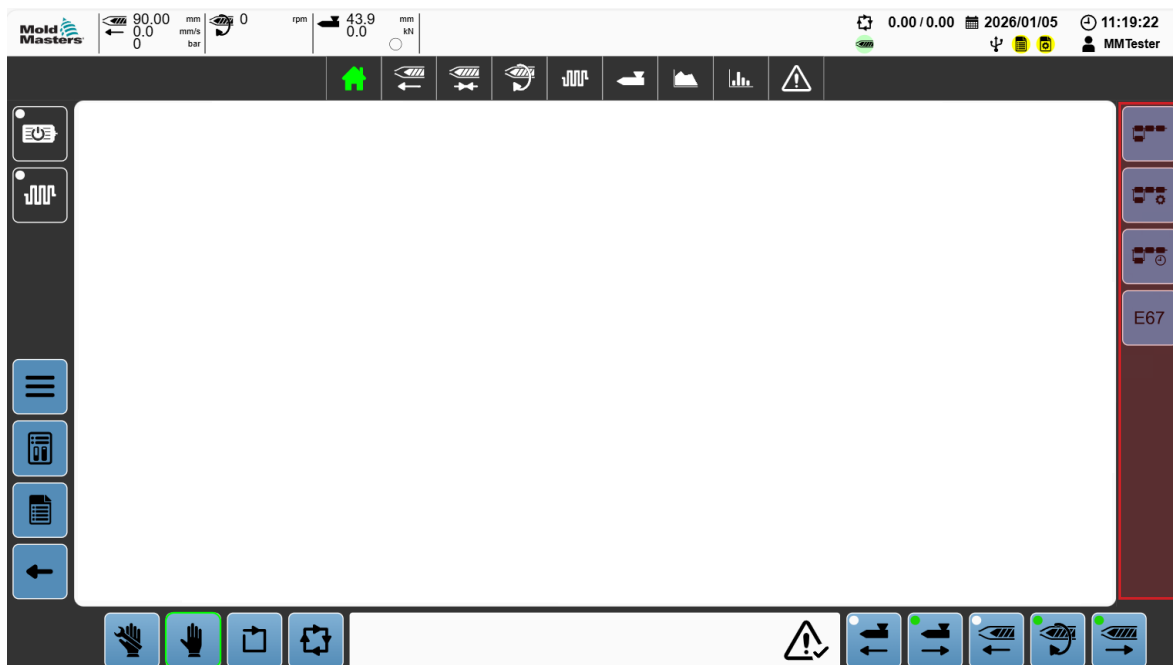 Mold
Masters
90.00 mm
0.0 mm/s
0 bar
0 rpm
43.9 mm
0.0 kN
0.00 / 0.00 2026/01/05 11:19:22
MMTester
E67